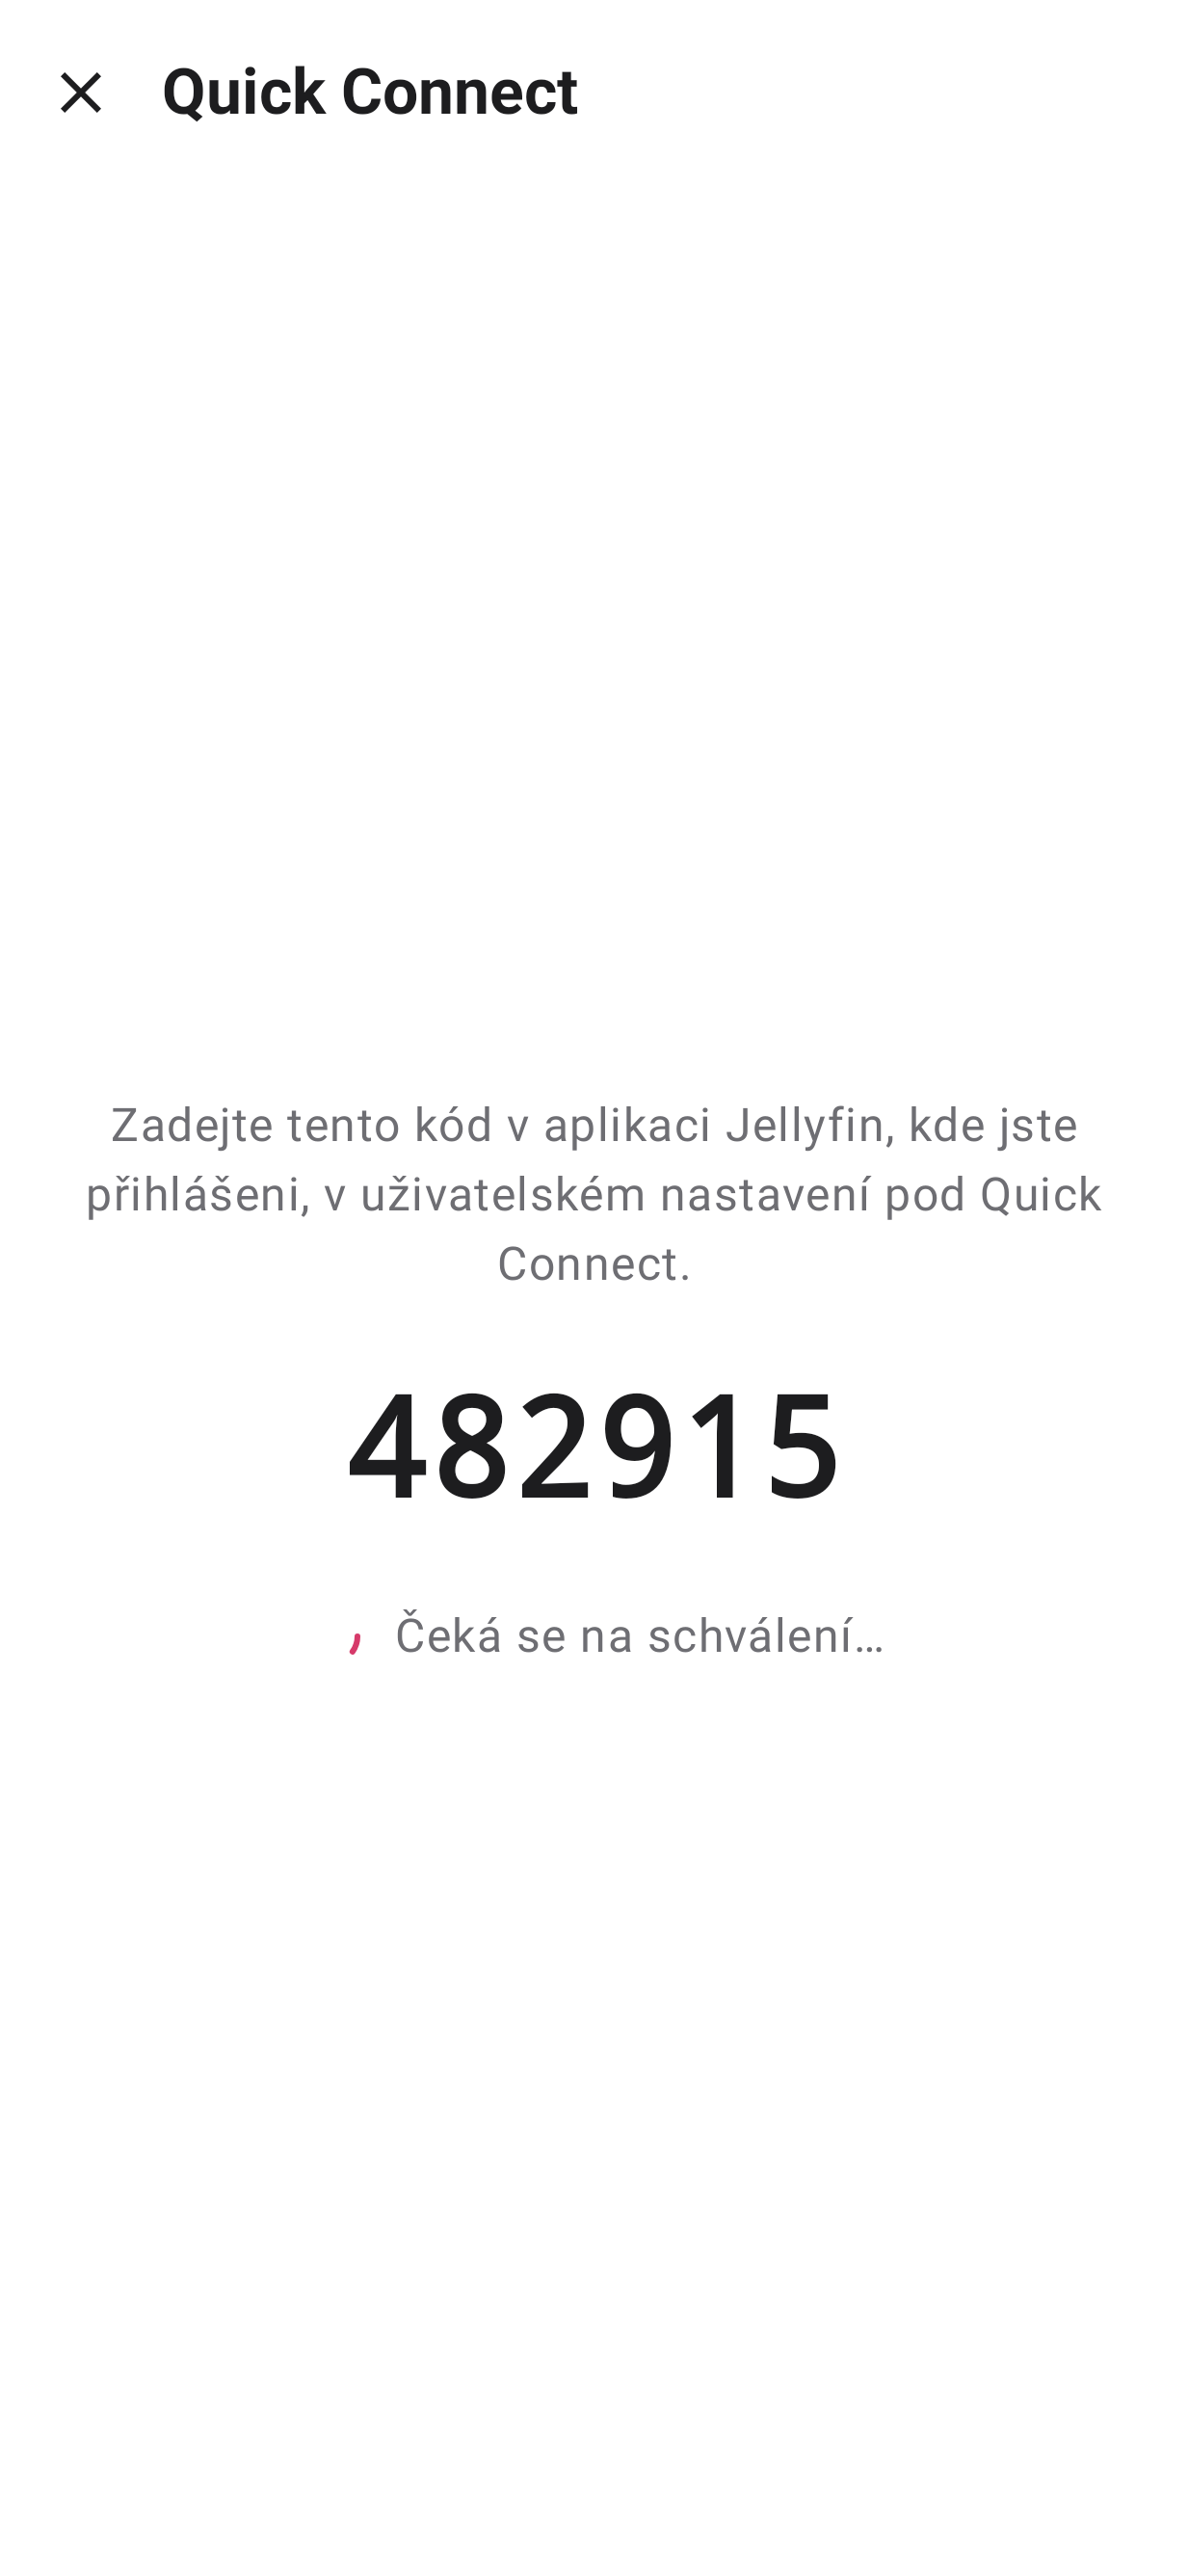 Quick Connect
Zadejte tento kód v aplikaci Jellyfin, kde jste
přihlášeni, v uživatelském nastavení pod Quick
Connect.
482915
Čeká se na schválení…